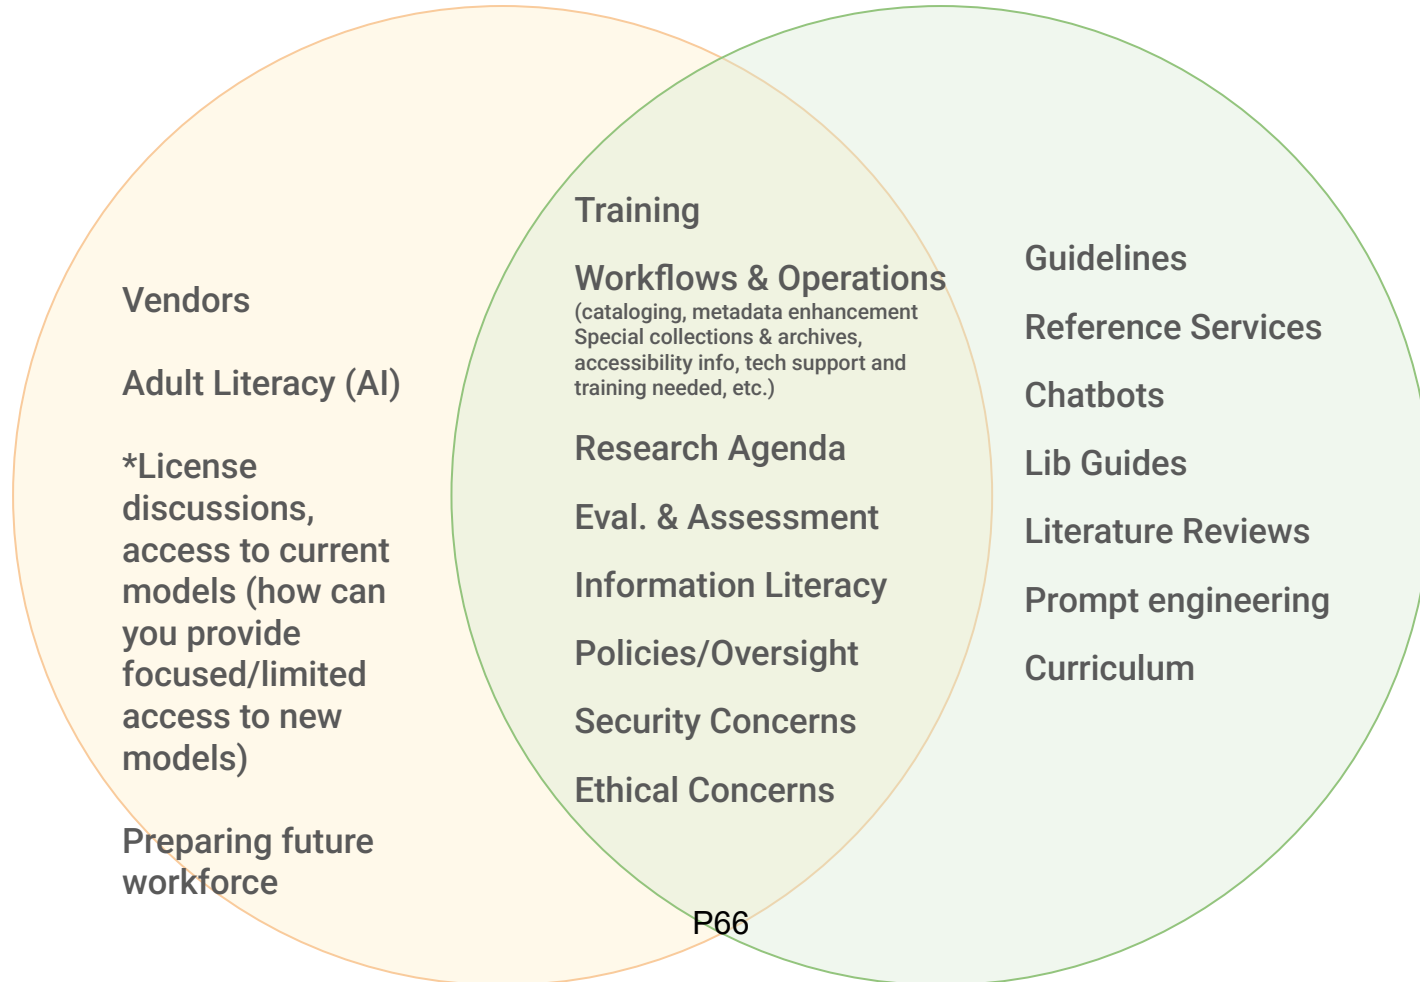 Vendors
Adult Literacy (AI)
*License
discussions,
access to current
models (how can
you provide
focused/limited
access to new
models)
Preparing future
workforce
Training
Workflows & Operations
(cataloging, metadata enhancement
Special collections & archives,
accessibility info, tech support and
training needed, etc.)
Research Agenda
Eval. & Assessment
Information Literacy
Policies/Oversight
Security Concerns
Ethical Concerns
Guidelines
Reference Services
Chatbots
Lib Guides
Literature Reviews
Prompt engineering
Curriculum
P66